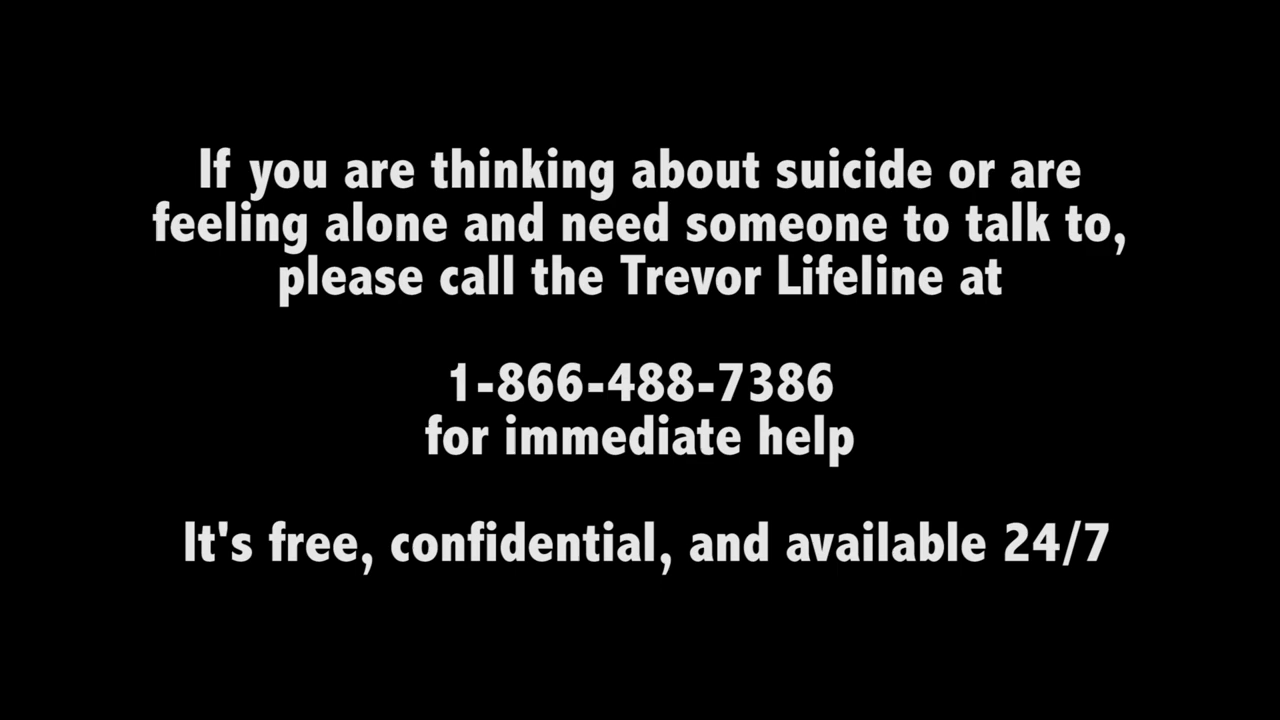 If you are thinking about suicide or are
feeling alone and need someone to talk to,
please call the Trevor Lifeline at
1-866-488-7386
for immediate help
It's free, confidential, and available 24/7